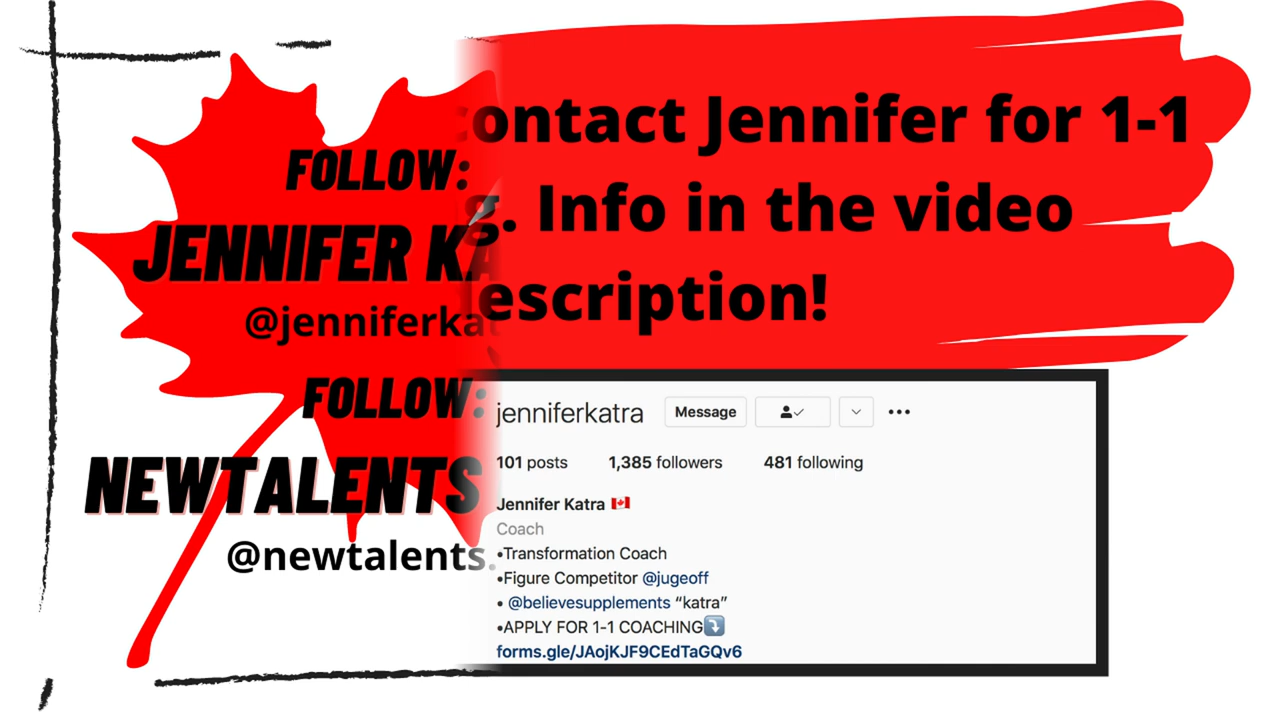 FOLLOW:
JENNIFER KA
@jenniferkat
FOLLOW:
NEWTALENTS
@newtalents.
contact Jennifer for 1-1
g. Info in the video
escription!
jenniferkatra Message
101 posts 1,385 followers 481 following
Jennifer Katra 🇨🇦
Coach
•Transformation Coach
•Figure Competitor @jugeoff
• @believesupplements “katra”
•APPLY FOR 1-1 COACHING⤵️
forms.gle/JAojKJF9CEdTaGQv6